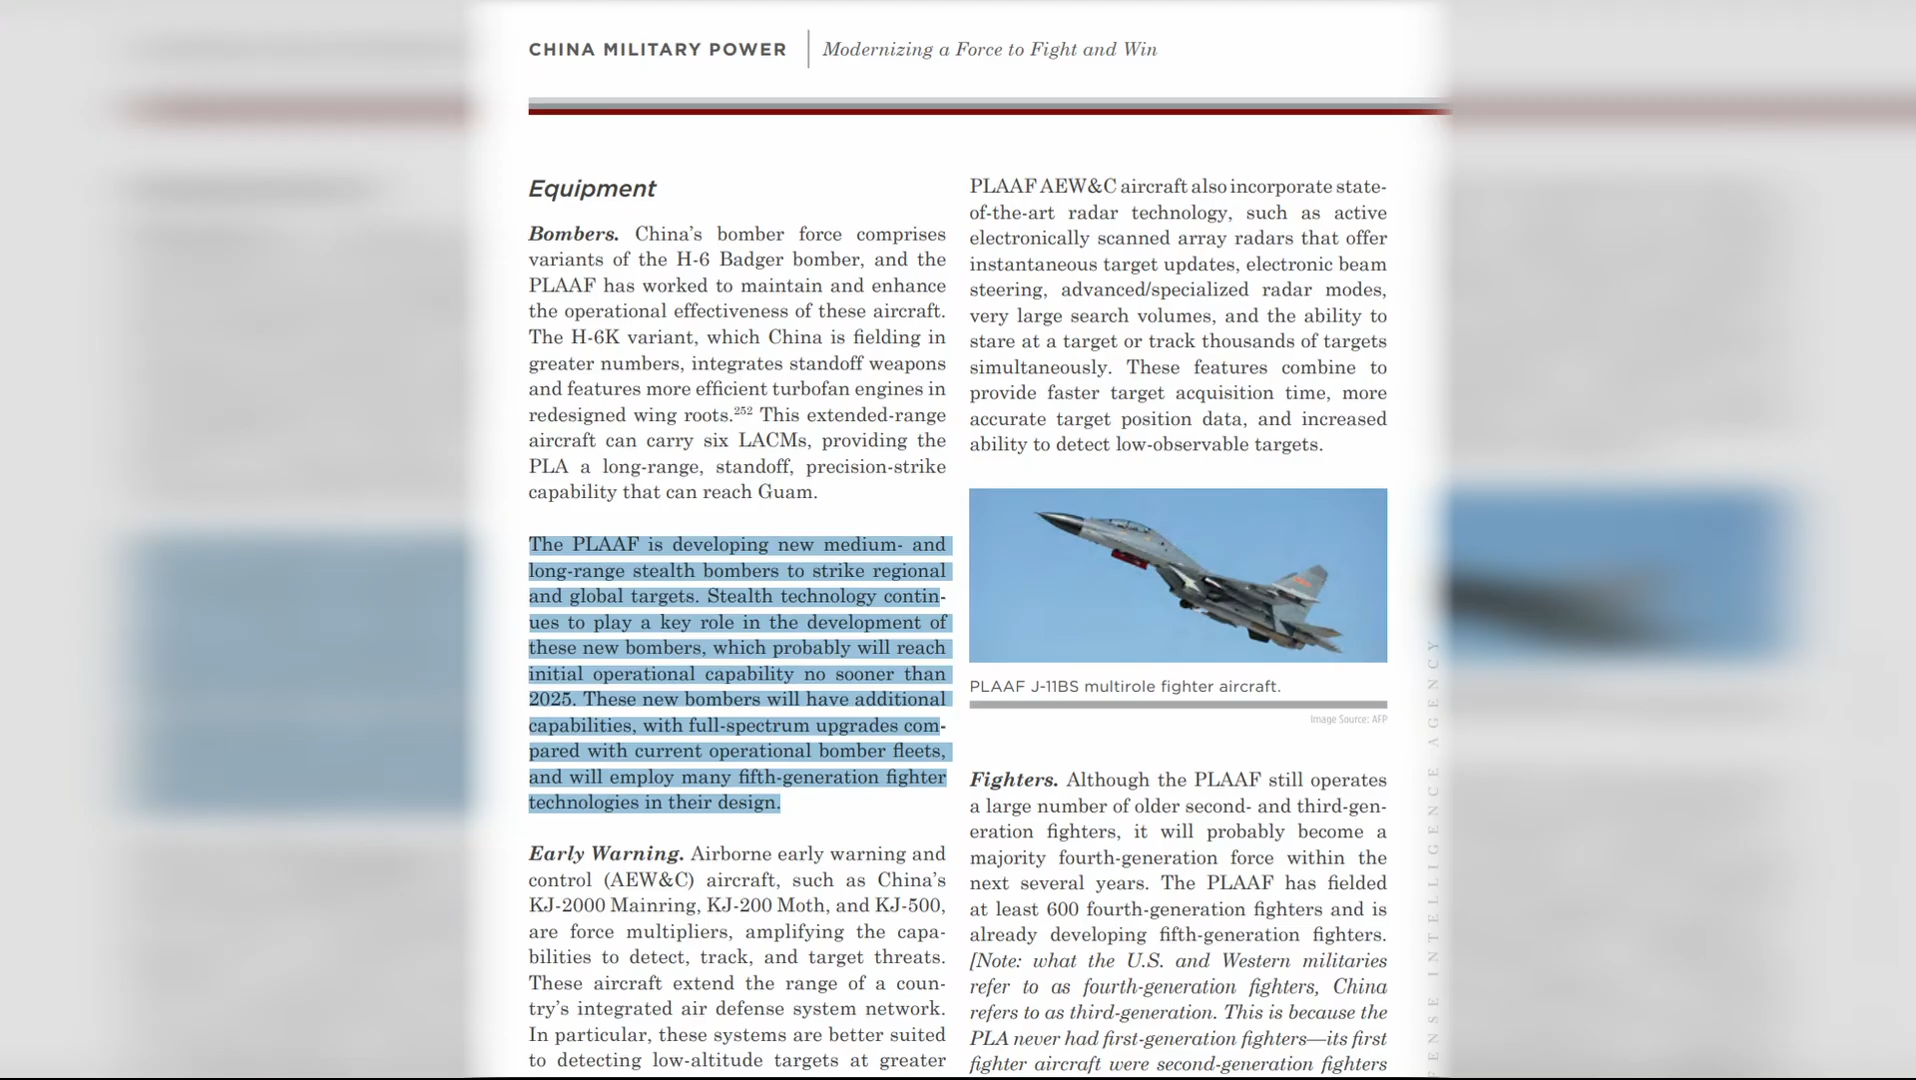 CHINA MILITARY POWER | Modernizing a Force to Fight and Win
Equipment
Bombers. China's bomber force comprises
variants of the H-6 Badger bomber, and the
PLAAF has worked to maintain and enhance
the operational effectiveness of these aircraft.
The H-6K variant, which China is fielding in
greater numbers, integrates standoff weapons
and features more efficient turbofan engines in
redesigned wing roots.252 This extended-range
aircraft can carry six LACMs, providing the
PLA a long-range, standoff, precision-strike
capability that can reach Guam.
The PLAAF is developing new medium- and
long-range stealth bombers to strike regional
and global targets. Stealth technology contin-
ues to play a key role in the development of
these new bombers, which probably will reach
initial operational capability no sooner than
2025. These new bombers will have additional
capabilities, with full-spectrum upgrades com-
pared with current operational bomber fleets,
and will employ many fifth-generation fighter
technologies in their design.
Early Warning. Airborne early warning and
control (AEW&C) aircraft, such as China's
KJ-2000 Mainring, KJ-200 Moth, and KJ-500,
are force multipliers, amplifying the capa-
bilities to detect, track, and target threats.
These aircraft extend the range of a coun-
try's integrated air defense system network.
In particular, these systems are better suited
to detecting low-altitude targets at greater
PLAAF AEW&C aircraft also incorporate state-
of-the-art radar technology, such as active
electronically scanned array radars that offer
instantaneous target updates, electronic beam
steering, advanced/specialized radar modes,
very large search volumes, and the ability to
stare at a target or track thousands of targets
simultaneously. These features combine to
provide faster target acquisition time, more
accurate target position data, and increased
ability to detect low-observable targets.
PLAAF J-11BS multirole fighter aircraft.
Image Source: AFP
Fighters. Although the PLAAF still operates
a large number of older second- and third-gen-
eration fighters, it will probably become a
majority fourth-generation force within the
next several years. The PLAAF has fielded
at least 600 fourth-generation fighters and is
already developing fifth-generation fighters.
[Note: what the U.S. and Western militaries
refer to as fourth-generation fighters, China
refers to as third-generation. This is because the
PLA never had first-generation fighters—its first
fighter aircraft were second-generation fighters
FENSE INTELLIGENCE AGENCY